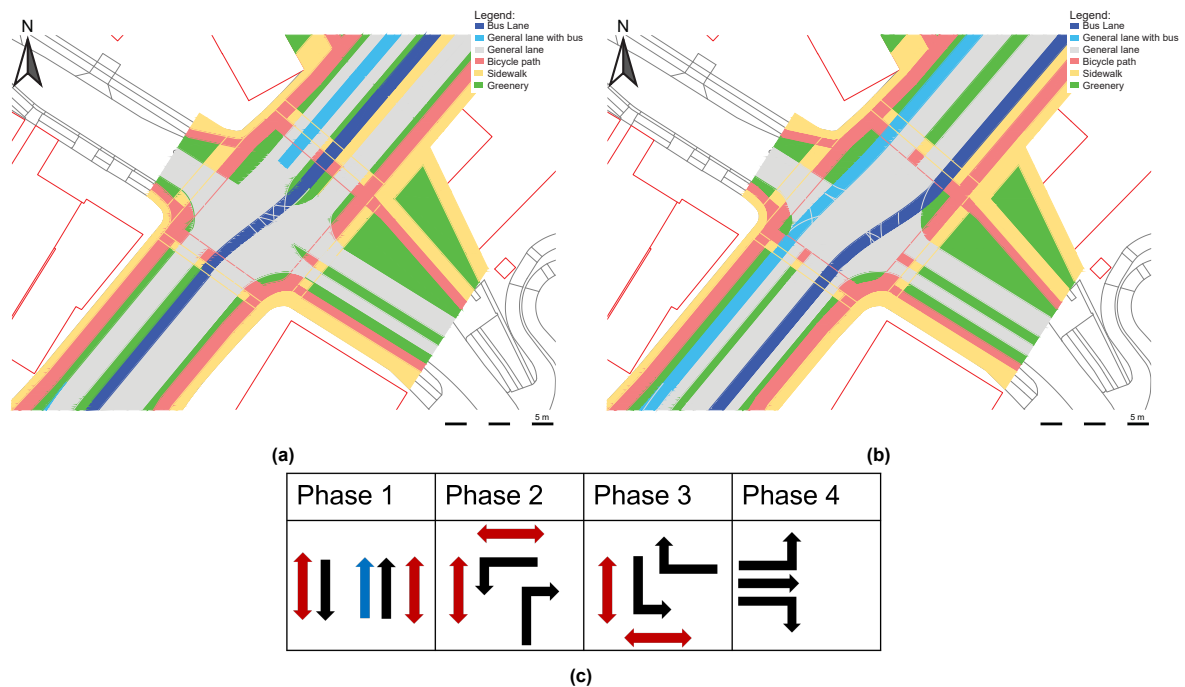 N
Legend:
Bus Lane
General lane with bus
General lane
Bicycle path
Sidewalk
Greenery
5 m
(a)
N
Legend:
Bus Lane
General lane with bus
General lane
Bicycle path
Sidewalk
Greenery
5 m
(b)
Phase 1 Phase 2 Phase 3 Phase 4
(c)